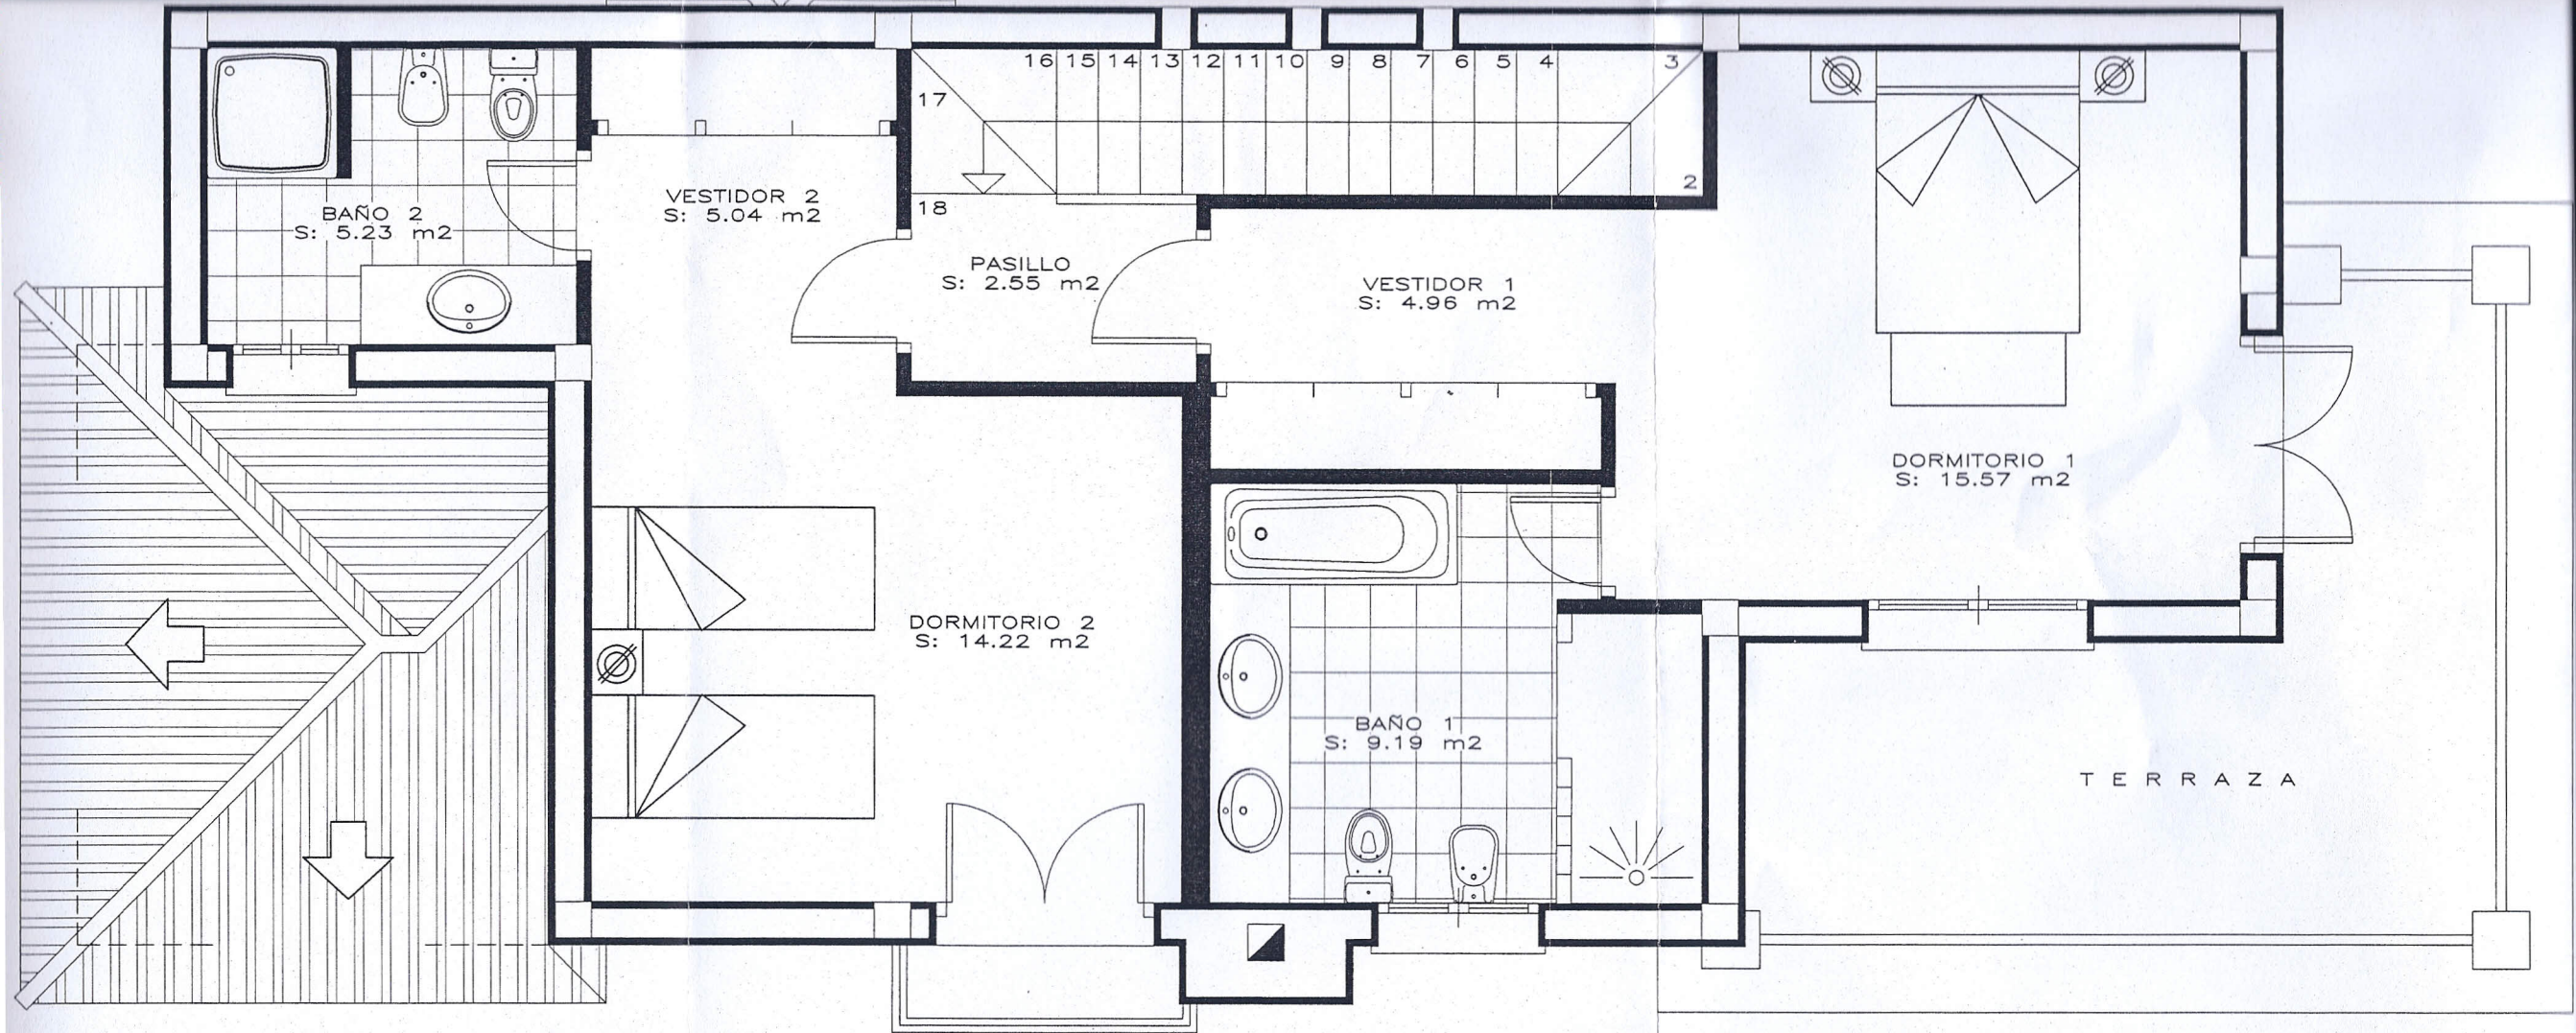 16 15 14 13 12 11 10 9 8 7 6 5 4 3
17
2
18
VESTIDOR 2
S: 5.04 m2
BAÑO 2
S: 5.23 m2
PASILLO
S: 2.55 m2
VESTIDOR 1
S: 4.96 m2
DORMITORIO 1
S: 15.57 m2
DORMITORIO 2
S: 14.22 m2
BAÑO 1
S: 9.19 m2
TERRAZA